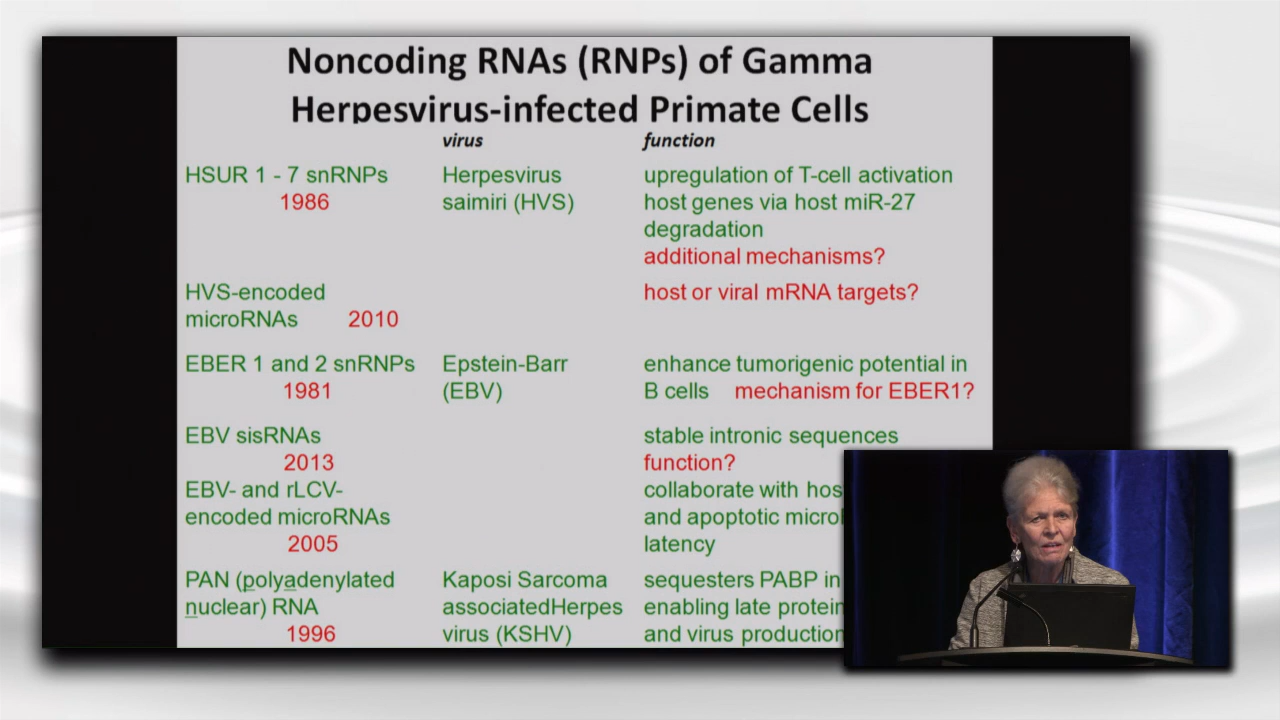 Noncoding RNAs (RNPs) of Gamma
Herpesvirus-infected Primate Cells
virus function
HSUR 1 - 7 snRNPs Herpesvirus upregulation of T-cell activation
1986 saimiri (HVS) host genes via host miR-27
degradation
additional mechanisms?
HVS-encoded host or viral mRNA targets?
microRNAs 2010
EBER 1 and 2 snRNPs Epstein-Barr enhance tumorigenic potential in
1981 (EBV) B cells mechanism for EBER1?
EBV sisRNAs stable intronic sequences
2013 function?
EBV- and rLCV- collaborate with
encoded microRNAs and apoptotic
2005 latency
PAN (polyadenylated Kaposi Sarcoma sequesters PABP in
nuclear) RNA associatedHerpes enabling late protein
1996 virus (KSHV) and virus production